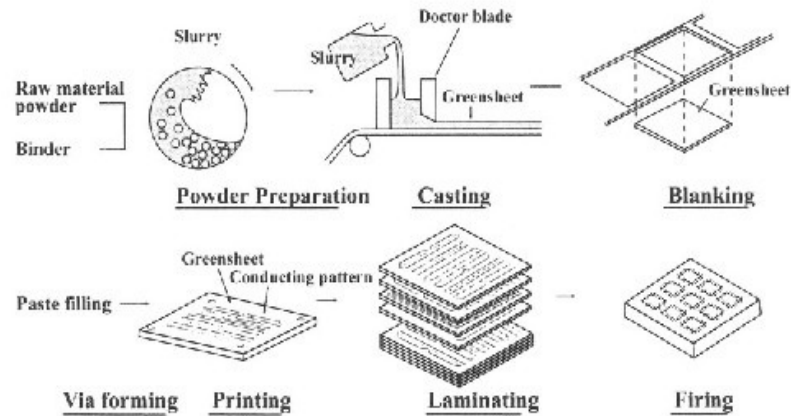 Slurry
Doctor blade
Slurry
Raw material
powder
Greensheet
Greensheet
Binder
Powder Preparation
Casting
Blanking
Greensheet
Conducting pattern
Paste filling
Via forming
Printing
Laminating
Firing